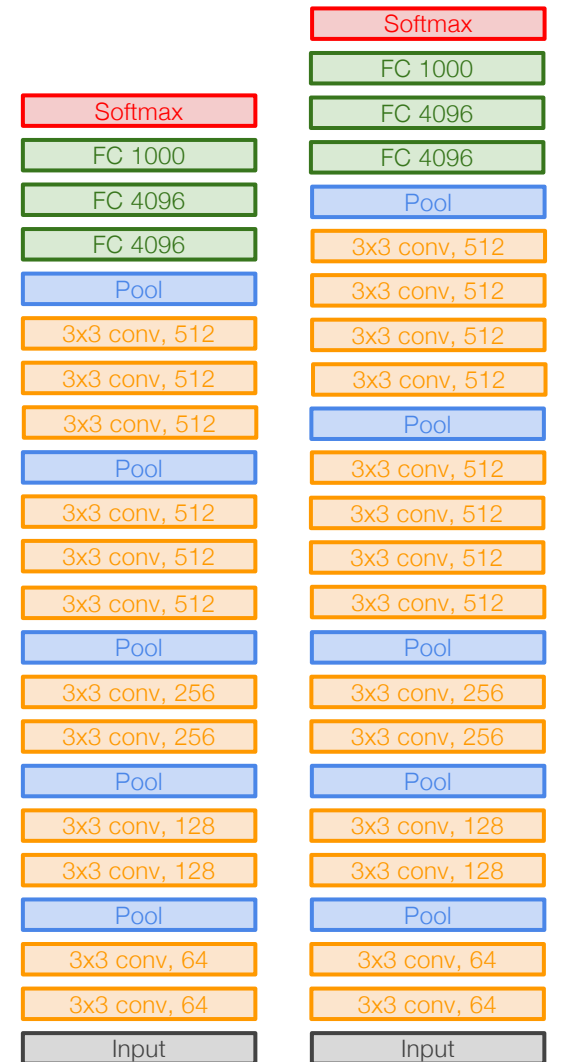 Softmax
FC 1000
FC 4096
FC 4096
Pool
3x3 conv, 512
3x3 conv, 512
3x3 conv, 512
Pool
3x3 conv, 512
3x3 conv, 512
3x3 conv, 512
Pool
3x3 conv, 256
3x3 conv, 256
Pool
3x3 conv, 128
3x3 conv, 128
Pool
3x3 conv, 64
3x3 conv, 64
Input
Softmax
FC 1000
FC 4096
FC 4096
Pool
3x3 conv, 512
3x3 conv, 512
3x3 conv, 512
3x3 conv, 512
Pool
3x3 conv, 512
3x3 conv, 512
3x3 conv, 512
3x3 conv, 512
Pool
3x3 conv, 256
3x3 conv, 256
Pool
3x3 conv, 128
3x3 conv, 128
Pool
3x3 conv, 64
3x3 conv, 64
Input